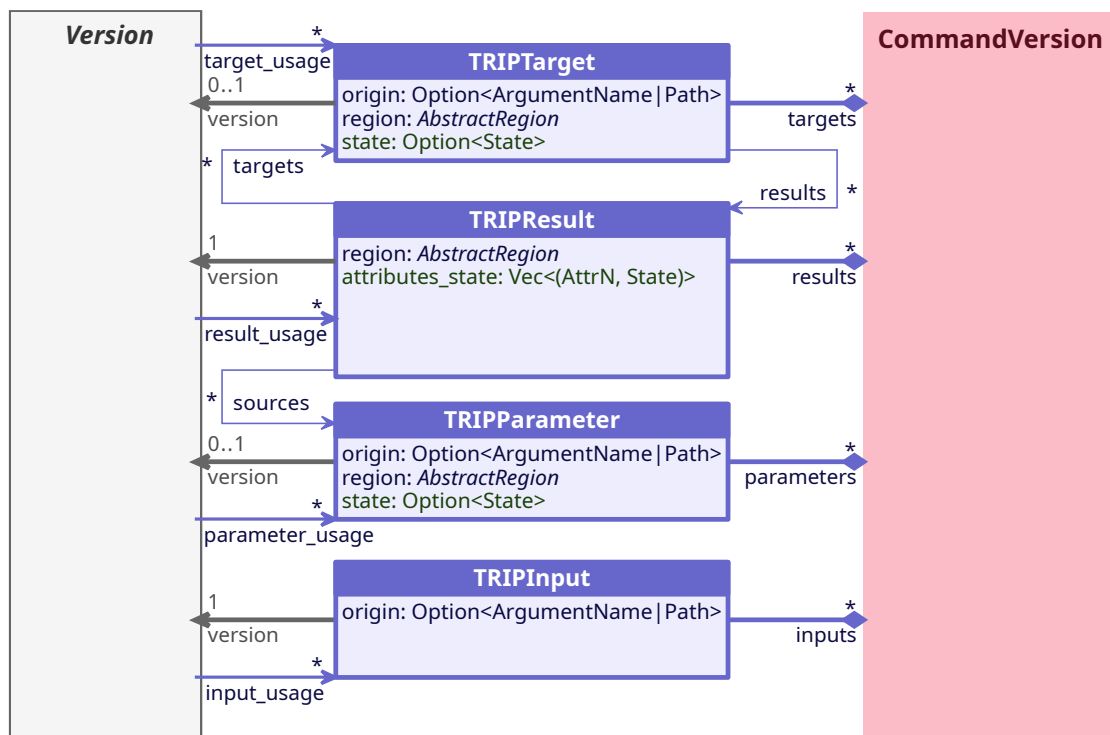 Version
CommandVersion
*
target_usage
TRIPTarget
0..1
version
origin: Option<ArgumentName|Path>
region: AbstractRegion
state: Option<State>
*
targets
* targets
results *
TRIPResult
1
version
region: AbstractRegion
attributes_state: Vec<(AttrN, State)>
*
results
*
result_usage
* sources
TRIPParameter
0..1
version
origin: Option<ArgumentName|Path>
region: AbstractRegion
state: Option<State>
*
parameters
*
parameter_usage
TRIPInput
1
version
origin: Option<ArgumentName|Path>
*
inputs
*
input_usage